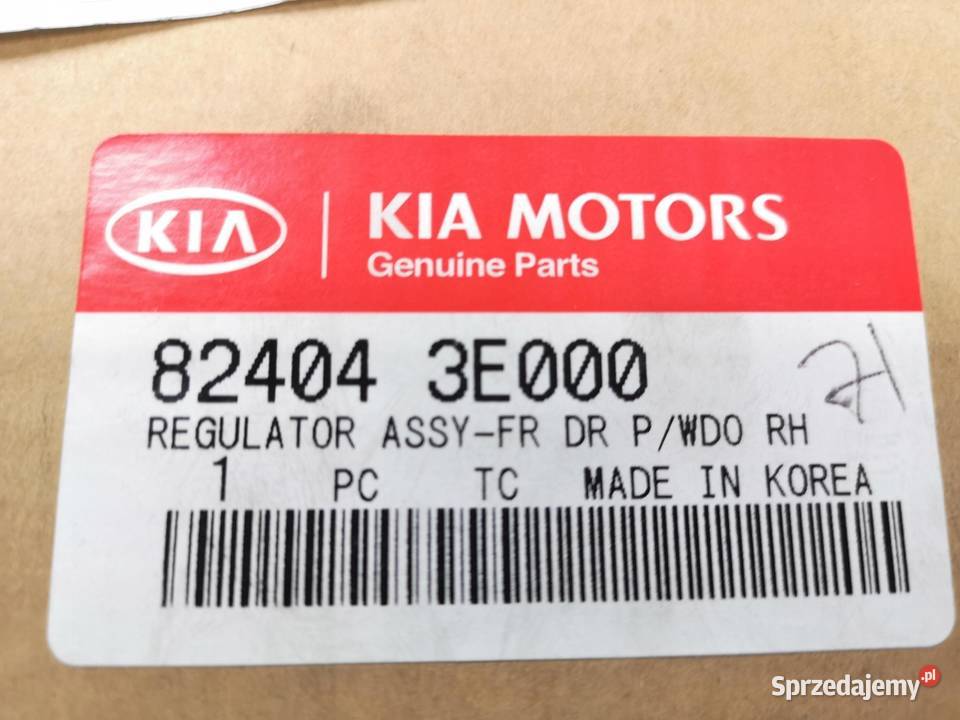 KIA
KIA MOTORS
Genuine Parts
82404 3E000
REGULATOR ASSY-FR DR P/WDO RH
1 PC TC MADE IN KOREA
Sprzedajemy.pl